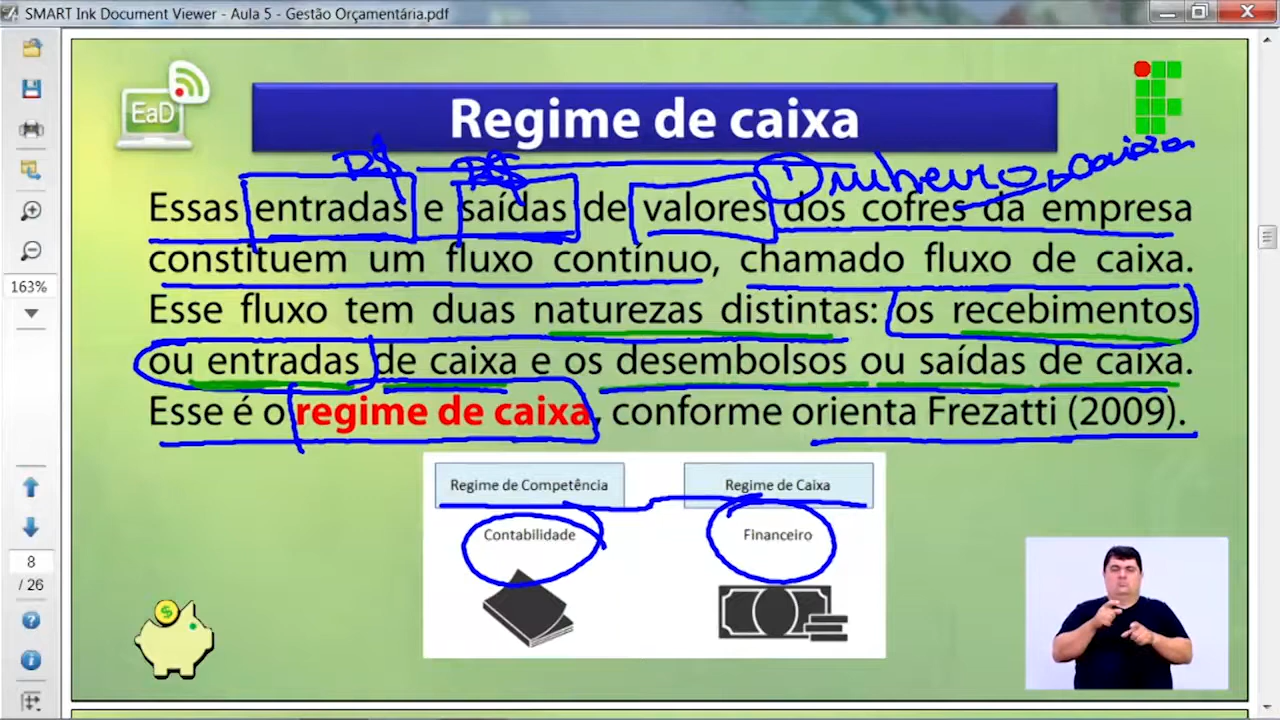 SMART Ink Document Viewer - Aula 5 - Gestão Orçamentária.pdf
EaD
Regime de caixa
R$ R$ Dinheiro caixa
Essas entradas e saídas de valores dos cofres da empresa
constituem um fluxo contínuo, chamado fluxo de caixa.
Esse fluxo tem duas naturezas distintas: os recebimentos
ou entradas de caixa e os desembolsos ou saídas de caixa.
Esse é o regime de caixa, conforme orienta Frezatti (2009).
Regime de Competência
Regime de Caixa
Contabilidade
Financeiro
163%
8
/ 26